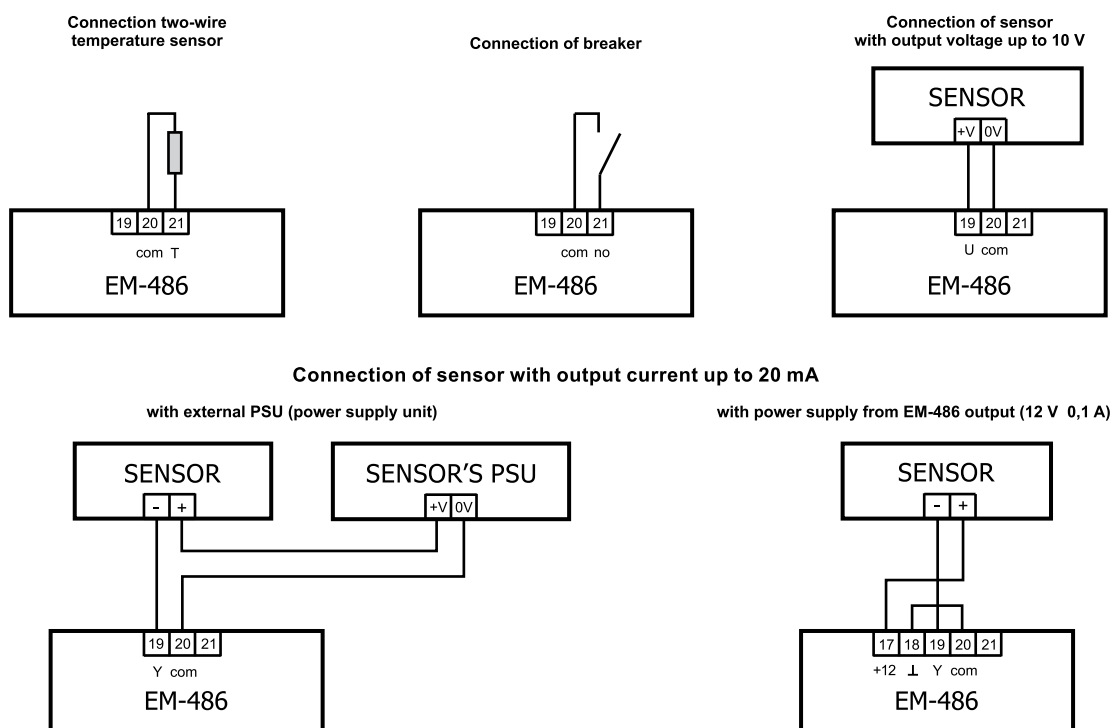 Connection two-wire
temperature sensor
19 20 21
com T
EM-486
Connection of breaker
19 20 21
com no
EM-486
Connection of sensor
with output voltage up to 10 V
SENSOR
+V 0V
19 20 21
U com
EM-486
Connection of sensor with output current up to 20 mA
with external PSU (power supply unit)
SENSOR
- +
SENSOR'S PSU
+V 0V
19 20 21
Y com
EM-486
with power supply from EM-486 output (12 V 0,1 A)
SENSOR
- +
17 18 19 20 21
+12 ⊥ Y com
EM-486